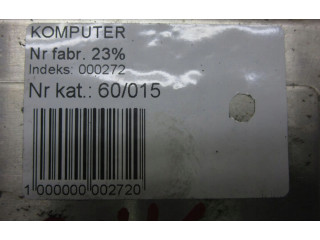 KOMPUTER
Nr fabr. 23%
Indeks: 000272
Nr kat.: 60/015
1 000000 002720